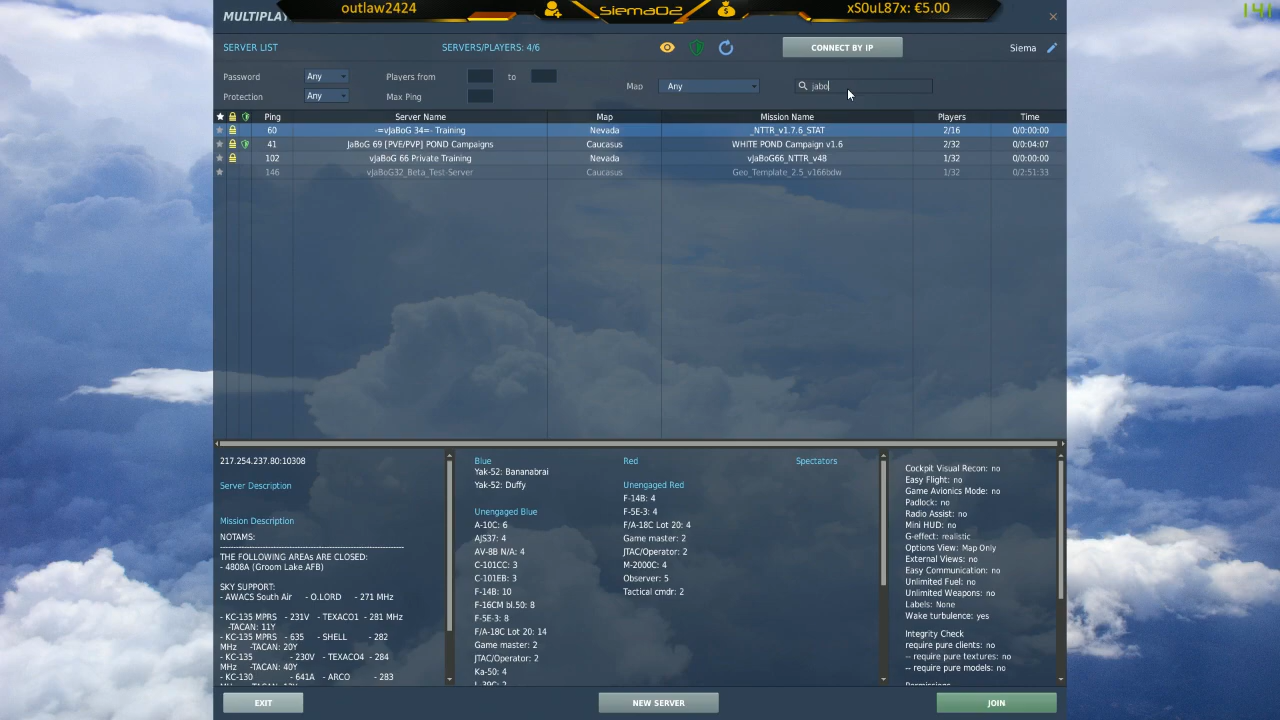 outlaw2424
Siema02
xS0uL87x: €5.00
141
MULTIPLAY
SERVER LIST
SERVERS/PLAYERS: 4/6
CONNECT BY IP
Siema
Password Any Players from to
Map Any jabo
Protection Any Max Ping
Ping Server Name Map Mission Name Players Time
60 -=vJaBoG 34=- Training Nevada _NTTR_v1.7.6_STAT 2/16 0/0:00:00
41 JaBoG 69 [PVE/PVP] POND Campaigns Caucasus WHITE POND Campaign v1.6 2/32 0/0:04:07
102 vJaBoG 66 Private Training Nevada vJaBoG66_NTTR_v48 1/32 0/0:00:00
146 vJaBoG32_Beta_Test-Server Caucasus Geo_Template_2.5_v166bdw 1/32 0/2:51:33
217.254.237.80:10308
Server Description
Mission Description
NOTAMS:
THE FOLLOWING AREAs ARE CLOSED:
- 4808A (Groom Lake AFB)
SKY SUPPORT:
- AWACS South Air - O.LORD - 271 MHz
- KC-135 MPRS - 231V - TEXACO1 - 281 MHz
-TACAN: 11Y
- KC-135 MPRS - 635 - SHELL - 282
MHz -TACAN: 20Y
- KC-135 - 230V - TEXACO4 - 284
MHz -TACAN: 40Y
- KC-130 - 641A - ARCO - 283
Blue
Yak-52: Bananabrai
Yak-52: Duffy
Unengaged Blue
A-10C: 6
AJS37: 4
AV-8B N/A: 4
C-101CC: 3
C-101EB: 3
F-14B: 10
F-16CM bl.50: 8
F-5E-3: 8
F/A-18C Lot 20: 14
Game master: 2
JTAC/Operator: 2
Ka-50: 4
L-39C: 2
Red
Unengaged Red
F-14B: 4
F-5E-3: 4
F/A-18C Lot 20: 4
Game master: 2
JTAC/Operator: 2
M-2000C: 4
Observer: 5
Tactical cmdr: 2
Spectators
Cockpit Visual Recon: no
Easy Flight: no
Game Avionics Mode: no
Padlock: no
Radio Assist: no
Mini HUD: no
G-effect: realistic
Options View: Map Only
External Views: no
Easy Communication: no
Unlimited Fuel: no
Unlimited Weapons: no
Labels: None
Wake turbulence: yes
Integrity Check
require pure clients: no
-- require pure textures: no
-- require pure models: no
EXIT
NEW SERVER
JOIN